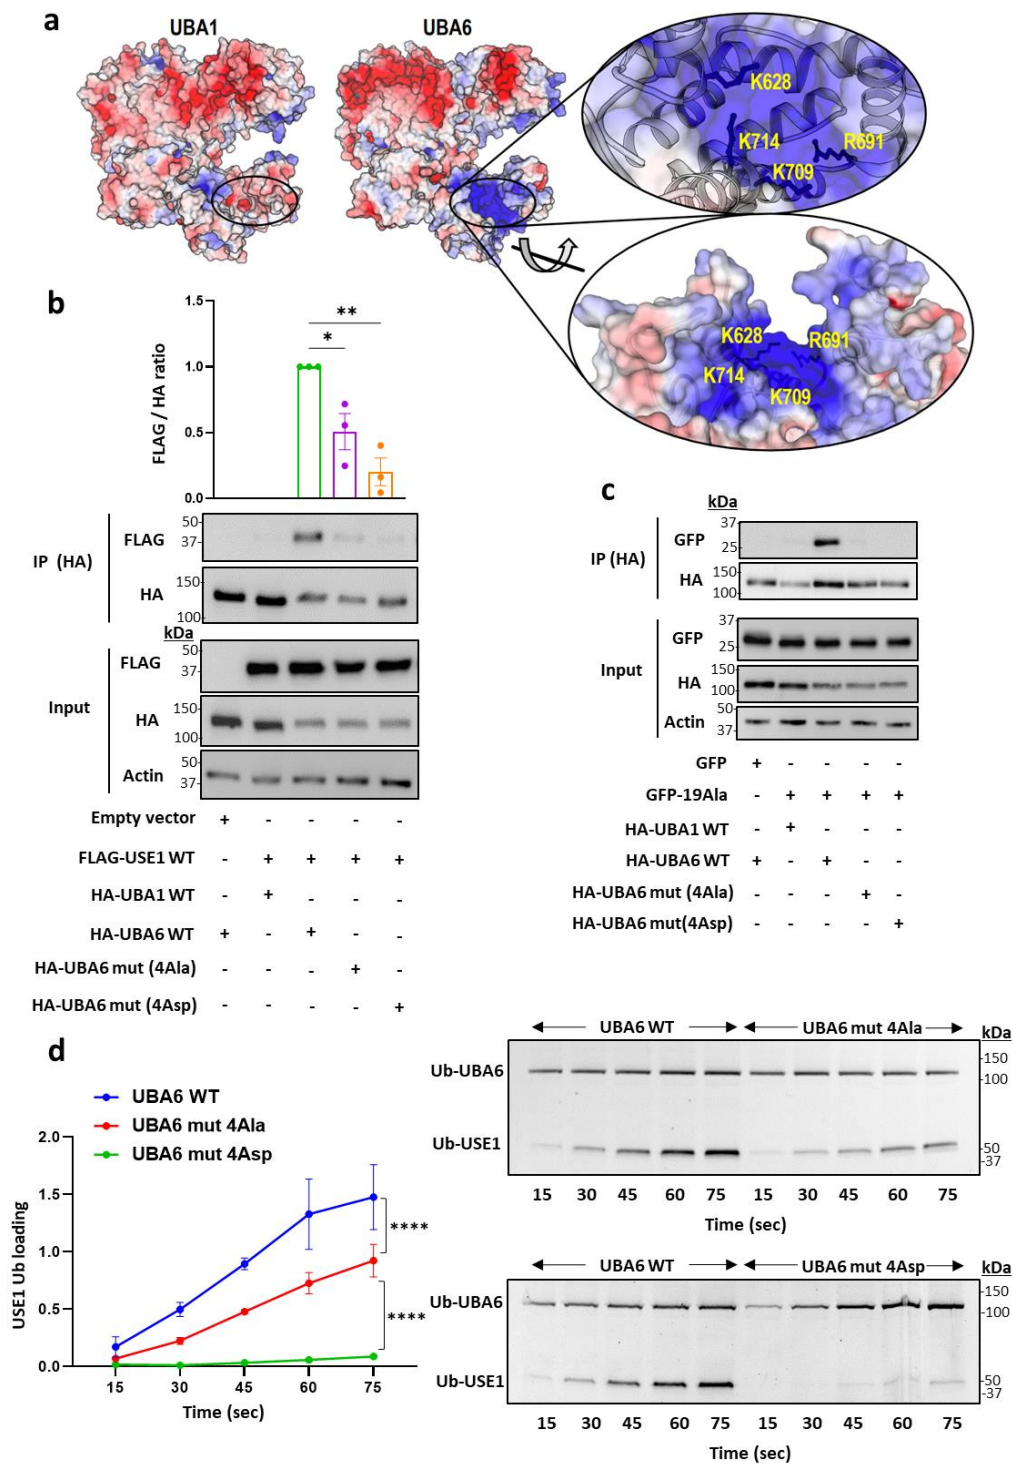 a
UBA1
UBA6
K628
K714
R691
K709
K628
R691
K714
K709
b
FLAG / HA ratio
1.5
1.0
0.5
0.0
**
*
IP (HA)
FLAG
50
37
HA
150
100
kDa
Input
FLAG
50
37
HA
150
100
Actin
50
37
Empty vector + - - - -
FLAG-USE1 WT - + + + +
HA-UBA1 WT - + - - -
HA-UBA6 WT + - + - -
HA-UBA6 mut (4Ala) - - - + -
HA-UBA6 mut (4Asp) - - - - +
c
kDa
IP (HA)
GFP
37
25
HA
150
100
Input
GFP
37
25
HA
150
100
Actin
50
37
GFP + - - - -
GFP-19Ala - + + + +
HA-UBA1 WT - + - - -
HA-UBA6 WT + - + - -
HA-UBA6 mut (4Ala) - - - + -
HA-UBA6 mut(4Asp) - - - - +
d
UBA6 WT
UBA6 mut 4Ala
UBA6 mut 4Asp
USE1 Ub loading
2.0
1.5
1.0
0.5
0.0
****
****
15 30 45 60 75
Time (sec)
UBA6 WT UBA6 mut 4Ala
kDa
Ub-UBA6
-150
-100
Ub-USE1
-50
-37
15 30 45 60 75 15 30 45 60 75
Time (sec)
UBA6 WT UBA6 mut 4Asp
kDa
Ub-UBA6
-150
-100
Ub-USE1
-50
-37
15 30 45 60 75 15 30 45 60 75
Time (sec)